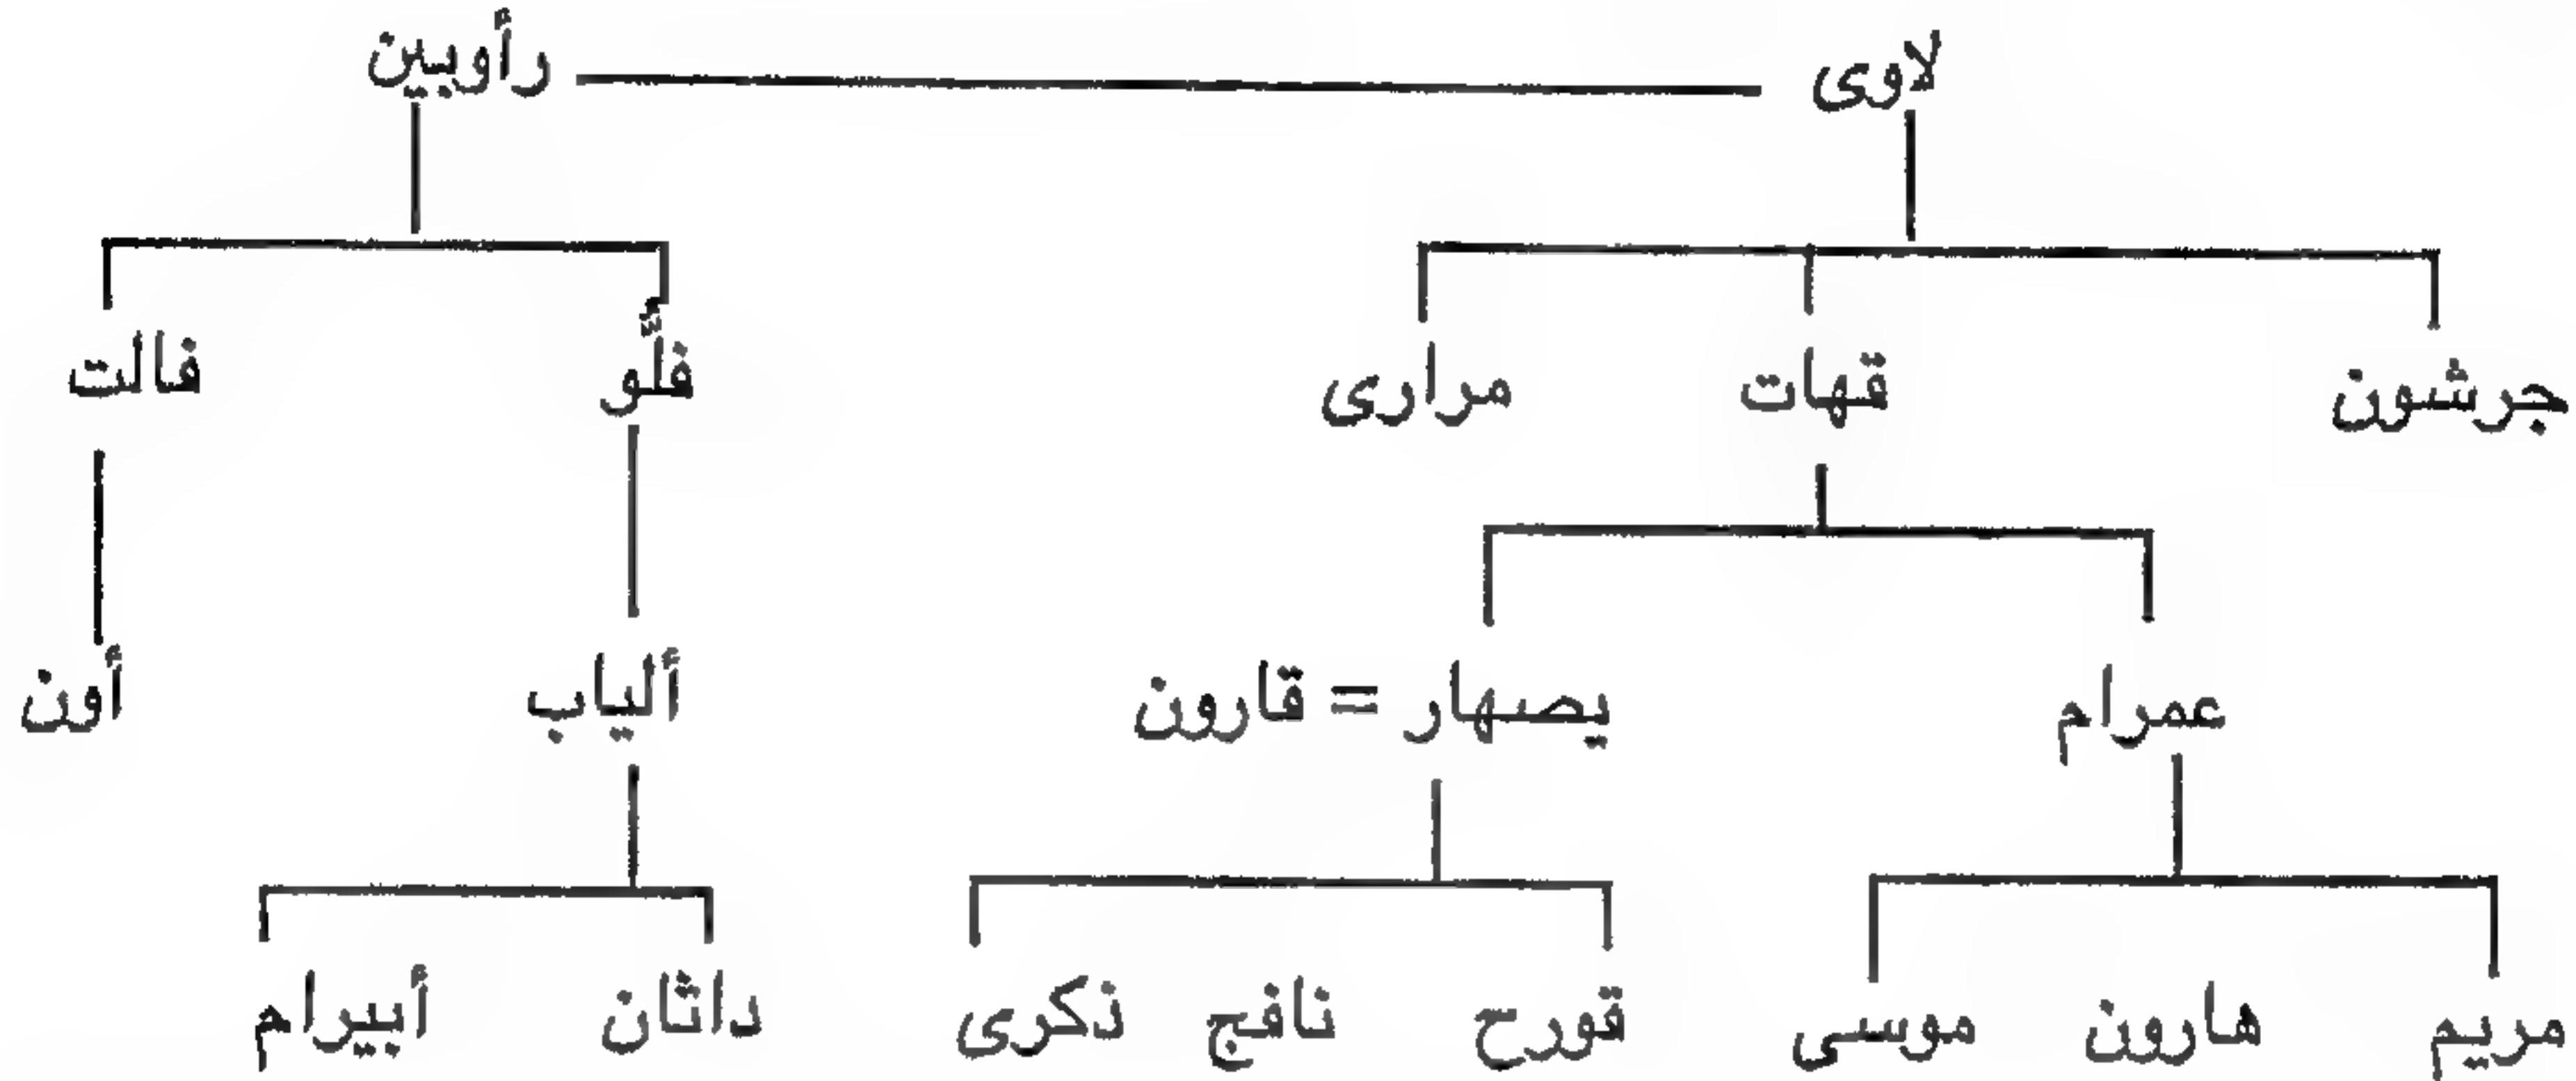 لاوى رأوبين
جرشون قهات مرارى فلُّو فالت
عمرام يصهار = قارون ألياب أون
مريم هارون موسى قورح نافج ذكرى داثان أبيرام